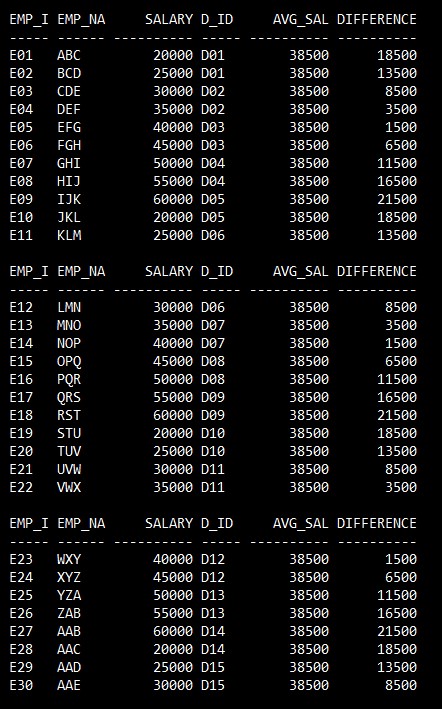 EMP_I EMP_NA     SALARY D_ID     AVG_SAL DIFFERENCE
----- ------ ---------- ---- ---------- ----------
E01   ABC         20000 D01        38500      18500
E02   BCD         25000 D01        38500      13500
E03   CDE         30000 D02        38500       8500
E04   DEF         35000 D02        38500       3500
E05   EFG         40000 D03        38500       1500
E06   FGH         45000 D03        38500       6500
E07   GHI         50000 D04        38500      11500
E08   HIJ         55000 D04        38500      16500
E09   IJK         60000 D05        38500      21500
E10   JKL         20000 D05        38500      18500
E11   KLM         25000 D06        38500      13500
EMP_I EMP_NA     SALARY D_ID     AVG_SAL DIFFERENCE
----- ------ ---------- ---- ---------- ----------
E12   LMN         30000 D06        38500       8500
E13   MNO         35000 D07        38500       3500
E14   NOP         40000 D07        38500       1500
E15   OPQ         45000 D08        38500       6500
E16   PQR         50000 D08        38500      11500
E17   QRS         55000 D09        38500      16500
E18   RST         60000 D09        38500      21500
E19   STU         20000 D10        38500      18500
E20   TUV         25000 D10        38500      13500
E21   UVW         30000 D11        38500       8500
E22   VWX         35000 D11        38500       3500
EMP_I EMP_NA     SALARY D_ID     AVG_SAL DIFFERENCE
----- ------ ---------- ---- ---------- ----------
E23   WXY         40000 D12        38500       1500
E24   XYZ         45000 D12        38500       6500
E25   YZA         50000 D13        38500      11500
E26   ZAB         55000 D13        38500      16500
E27   AAB         60000 D14        38500      21500
E28   AAC         20000 D14        38500      18500
E29   AAD         25000 D15        38500      13500
E30   AAE         30000 D15        38500       8500